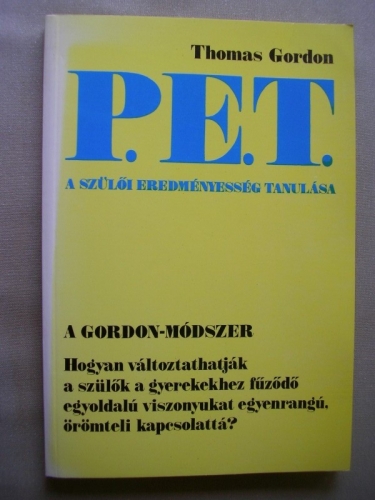 Thomas Gordon
P.E.T.
A SZÜLŐI EREDMÉNYESSÉG TANULÁSA
A GORDON-MÓDSZER
Hogyan változtathatják
a szülők a gyerekekhez fűződő
egyoldalú viszonyukat egyenrangú,
örömteli kapcsolattá?